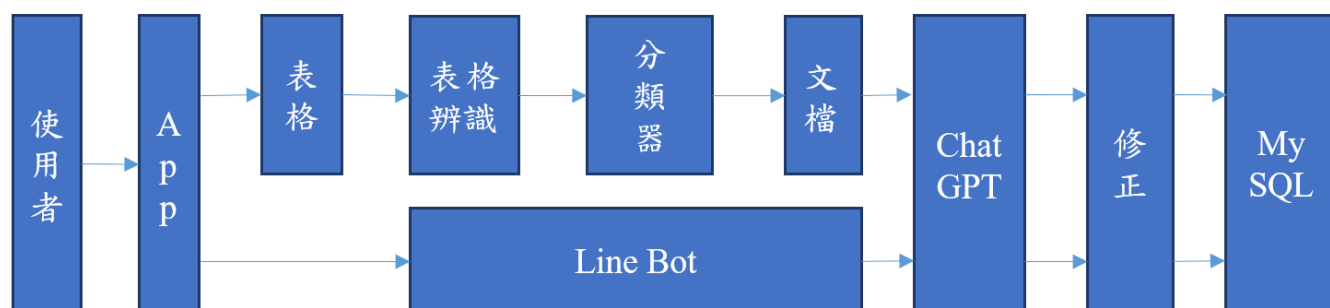 使用者
App
表格
表格
辨識
分類器
文檔
Line Bot
Chat
GPT
修正
My
SQL